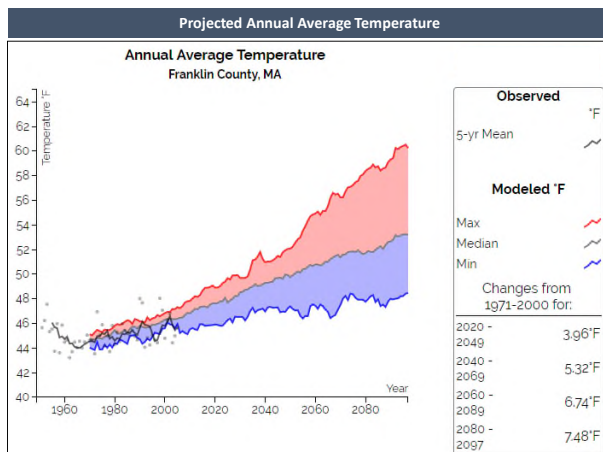 Projected Annual Average Temperature
Annual Average Temperature
Franklin County, MA
Temperature °F
64
62
60
58
56
54
52
50
48
46
44
42
40
1960
1980
2000
2020
2040
2060
2080
Year
Observed
°F
5-yr Mean
Modeled °F
Max
Median
Min
Changes from
1971-2000 for:
2020 -
2049
3.96°F
2040 -
2069
5.32°F
2060 -
2089
6.74°F
2080 -
2097
7.48°F